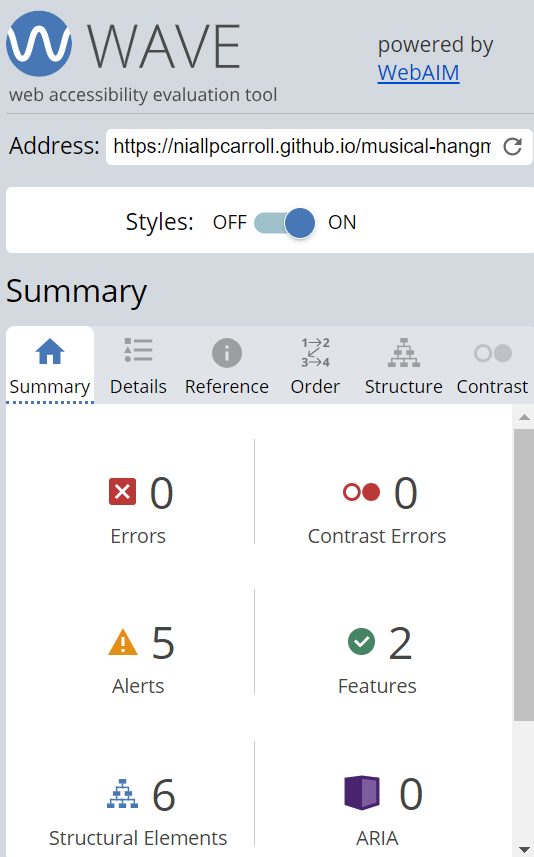 WAVE
powered by
WebAIM
web accessibility evaluation tool
Address: https://niallpcarroll.github.io/musical-hangm
Styles: OFF ON
Summary
1→2
3→4
Summary Details Reference Order Structure Contrast
0 0
Errors Contrast Errors
5 2
Alerts Features
6 0
Structural Elements ARIA